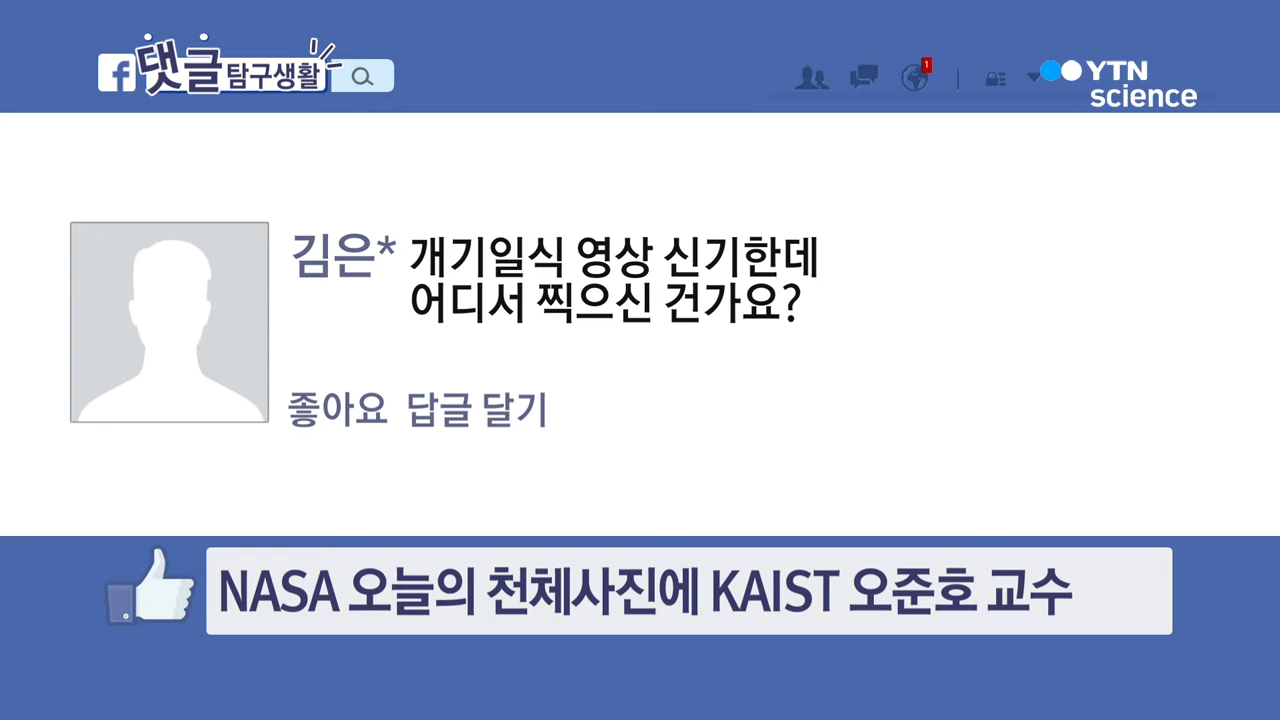 f 댓글 탐구생활
1
YTN
science
김은* 개기일식 영상 신기한데
어디서 찍으신 건가요?
좋아요 답글 달기
NASA 오늘의 천체사진에 KAIST 오준호 교수